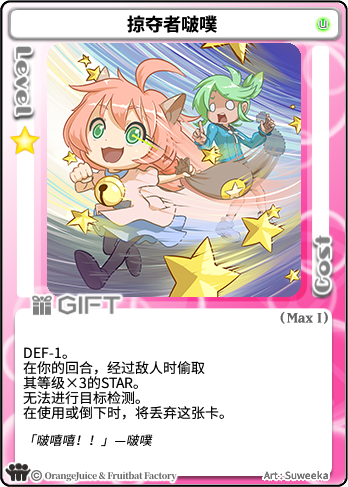 掠夺者啵噗
U
Level
Cost
GIFT
(Max 1)
DEF-1。
在你的回合，经过敌人时偷取
其等级×3的STAR。
无法进行目标检测。
在使用或倒下时，将丢弃这张卡。
「啵嘻嘻！！」—啵噗
© OrangeJuice & Fruitbat Factory
Art.: Suweeka